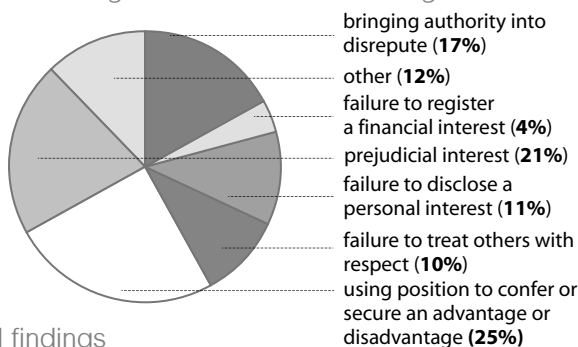 bringing authority into
disrepute (17%)
other (12%)
failure to register
a financial interest (4%)
prejudicial interest (21%)
failure to disclose a
personal interest (11%)
failure to treat others with
respect (10%)
using position to confer or
secure an advantage or
disadvantage (25%)
findings